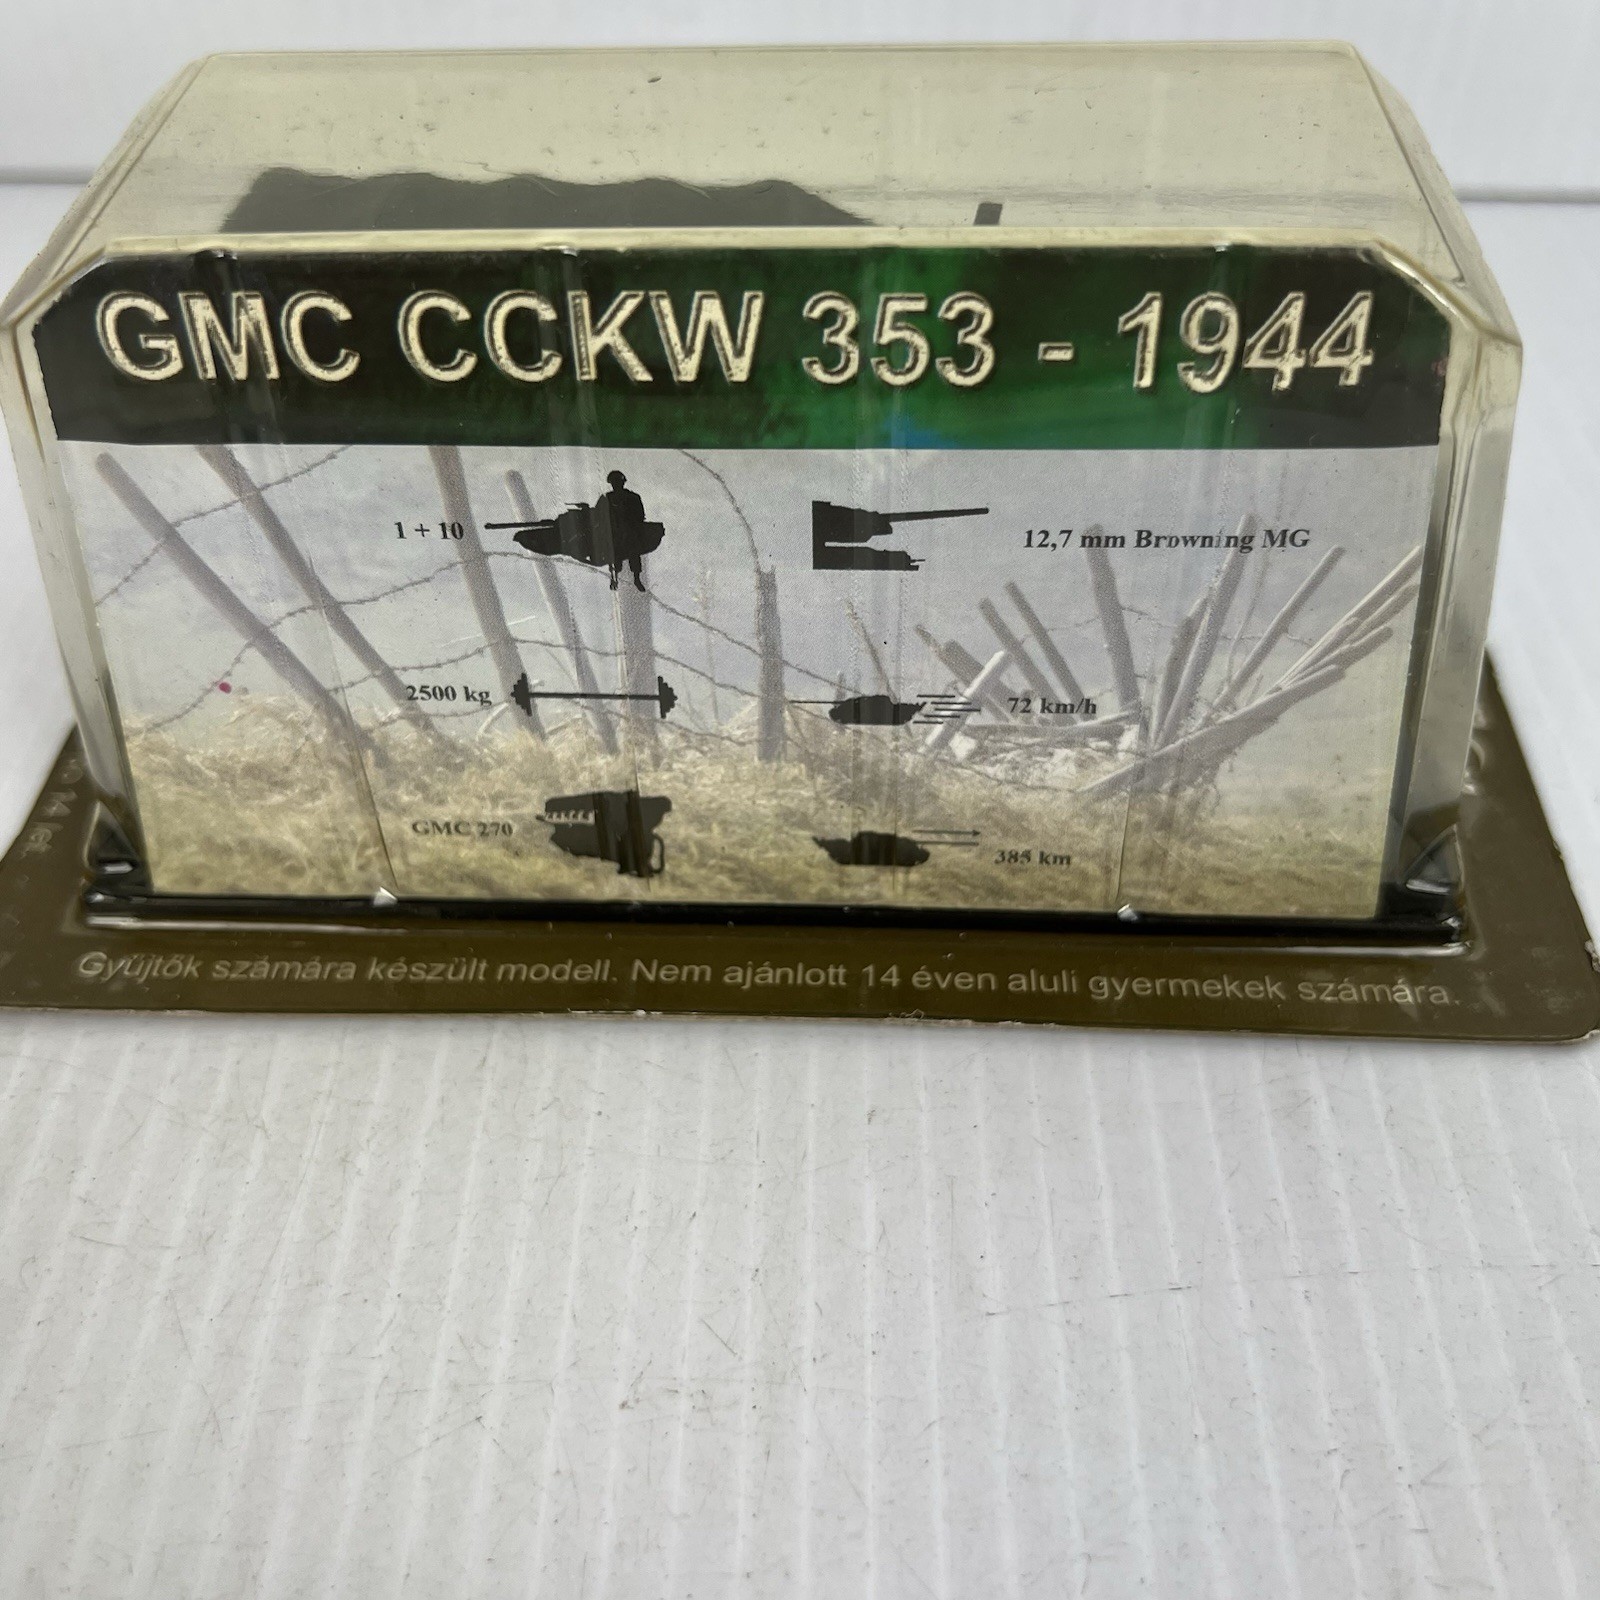 GMC CCKW 353 - 1944
1 + 10
12,7 mm Browning MG
2500 kg
72 km/h
GMC 270
385 km
Gyűjtők számára készült modell. Nem ajánlott 14 éven aluli gyermekek számára.